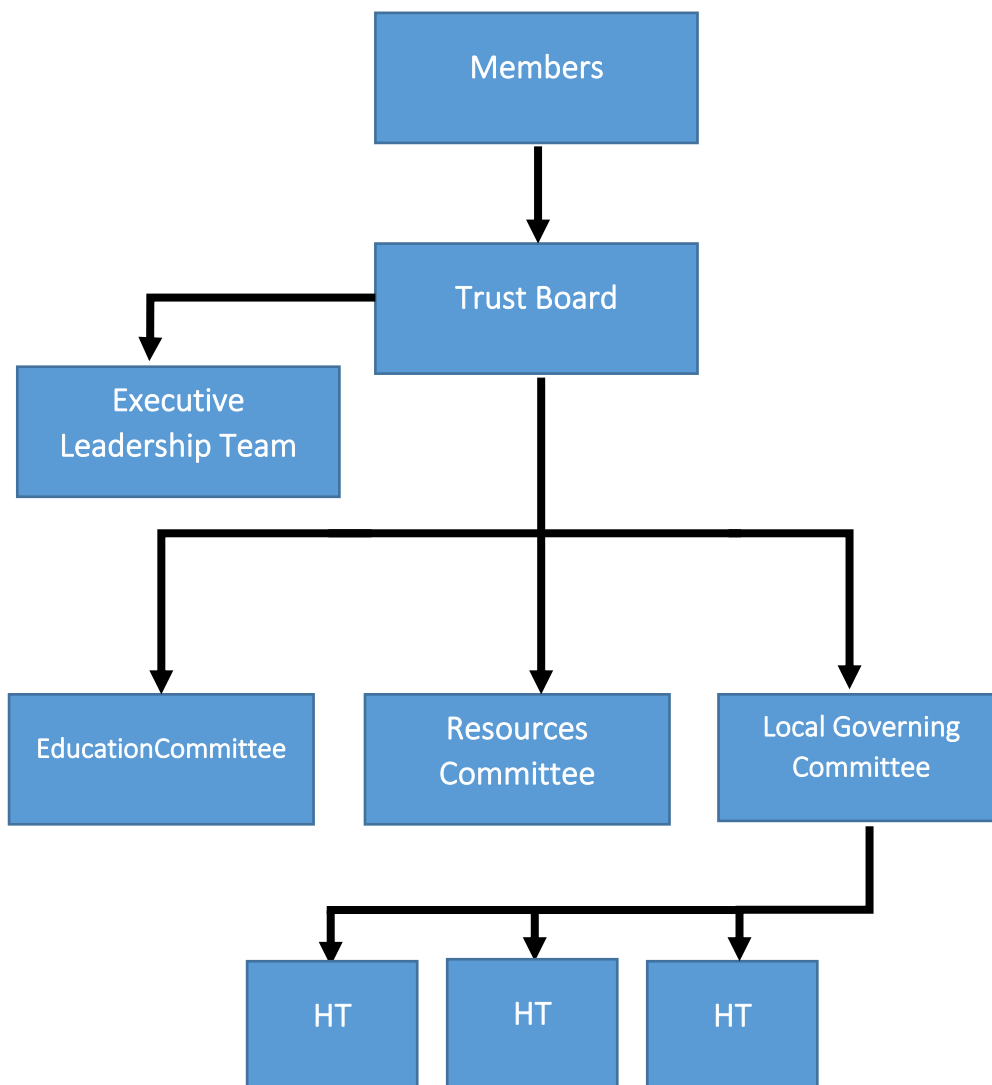 Members
Trust Board
Executive
Leadership Team
EducationCommittee
Resources
Committee
Local Governing
Committee
HT
HT
HT